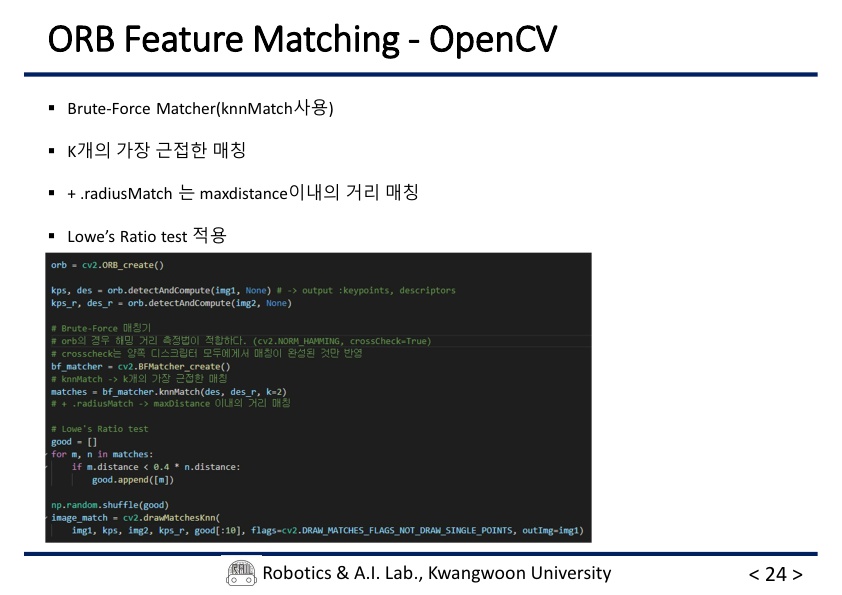 ORB Feature Matching - OpenCV
Brute-Force Matcher(knnMatch사용)
K개의 가장 근접한 매칭
+ .radiusMatch 는 maxdistance이내의 거리 매칭
Lowe’s Ratio test 적용
orb = cv2.ORB_create()
kps, des = orb.detectAndCompute(img1, None) # -> output :keypoints, descriptors
kps_r, des_r = orb.detectAndCompute(img2, None)
# Brute-Force 매칭기
# orb의 경우 해밍 거리 측정법이 적합하다. (cv2.NORM_HAMMING, crossCheck=True)
# crosscheck는 양쪽 디스크립터 모두에게서 매칭이 완성된 것만 반영
bf_matcher = cv2.BFMatcher_create()
# knnMatch -> k개의 가장 근접한 매칭
matches = bf_matcher.knnMatch(des, des_r, k=2)
# + .radiusMatch -> maxDistance 이내의 거리 매칭
# Lowe's Ratio test
good = []
for m, n in matches:
    if m.distance < 0.4 * n.distance:
        good.append([m])
np.random.shuffle(good)
image_match = cv2.drawMatchesKnn(
    img1, kps, img2, kps_r, good[:10], flags=cv2.DRAW_MATCHES_FLAGS_NOT_DRAW_SINGLE_POINTS, outImg=img1)
RAIL
Robotics & A.I. Lab., Kwangwoon University
< 24 >